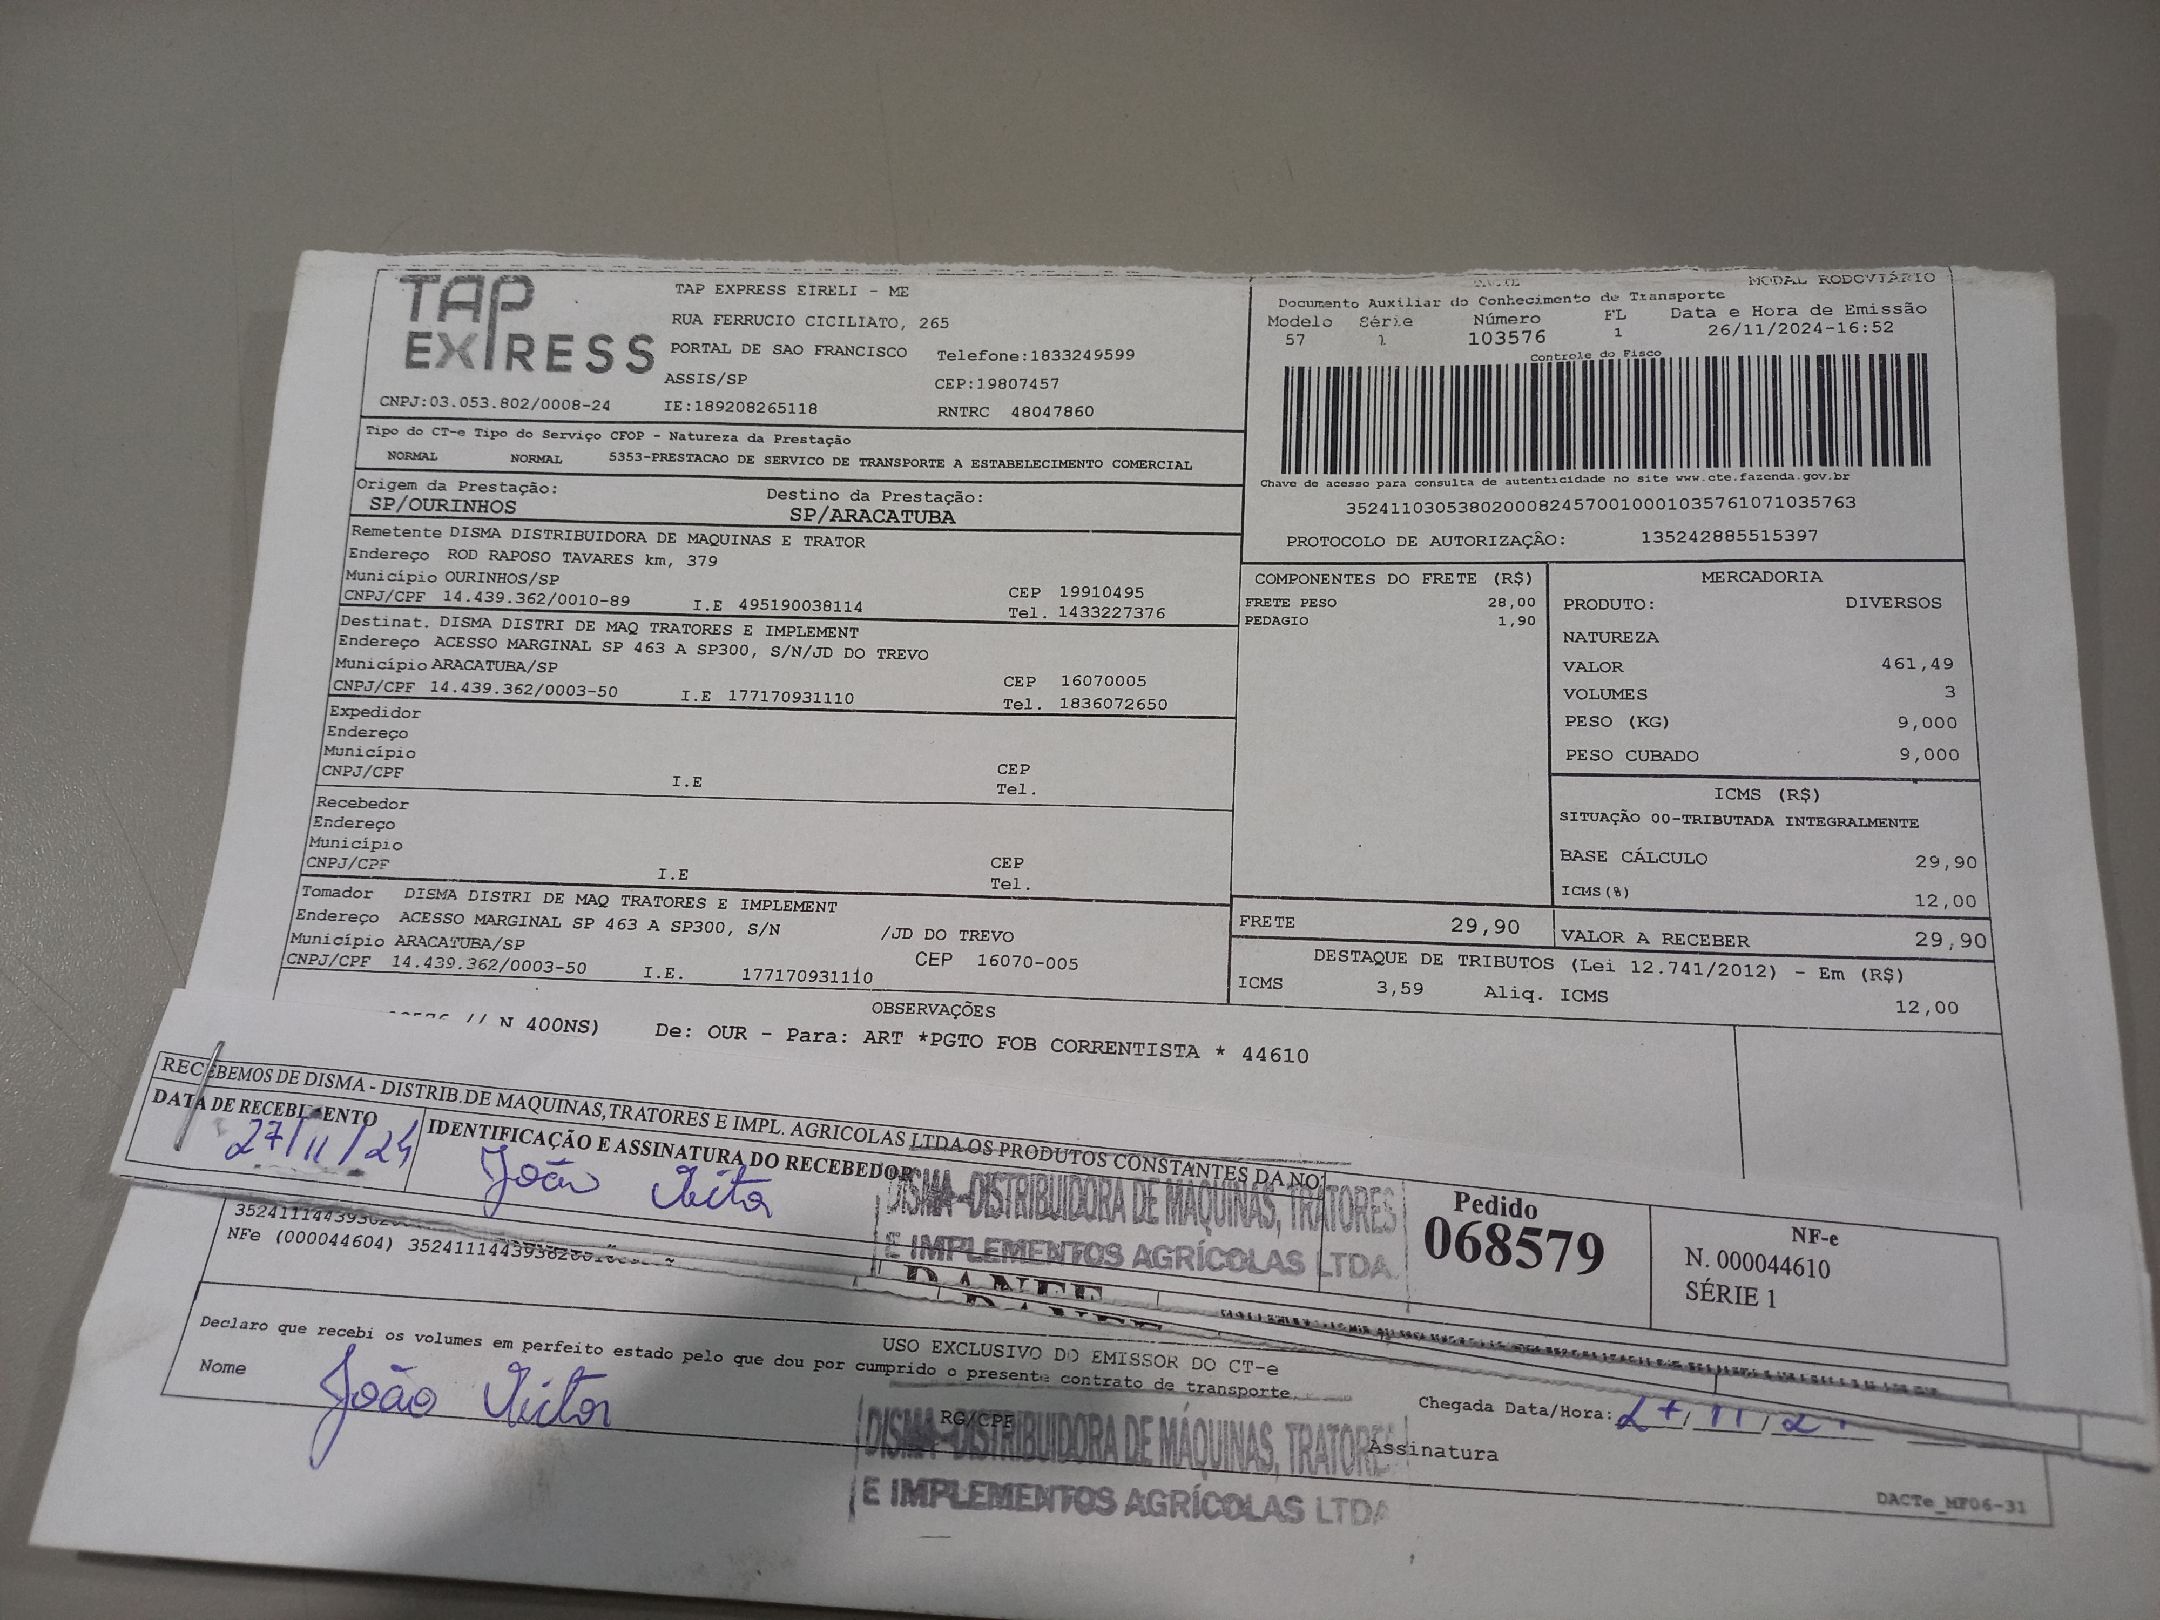 TAP EXPRESS
TAP EXPRESS EIRELI - ME
RUA FERRUCIO CICILIATO, 265
PORTAL DE SAO FRANCISCO Telefone:1833249599
ASSIS/SP CEP:19807457
CNPJ:03.053.802/0008-24 IE:189208265118 RNTRC 48047860
MODAL RODOVIÁRIO
Documento Auxiliar do Conhecimento de Transporte
Modelo Série Número FL Data e Hora de Emissão
57 1 103576 1 26/11/2024-16:52
Controle do Fisco
Chave de acesso para consulta de autenticidade no site www.cte.fazenda.gov.br
35241103053802000824570010001035761071035763
PROTOCOLO DE AUTORIZAÇÃO: 135242885515397
Tipo do CT-e Tipo do Serviço CFOP - Natureza da Prestação
NORMAL NORMAL 5353-PRESTACAO DE SERVICO DE TRANSPORTE A ESTABELECIMENTO COMERCIAL
Origem da Prestação: Destino da Prestação:
SP/OURINHOS SP/ARACATUBA
Remetente DISMA DISTRIBUIDORA DE MAQUINAS E TRATOR
Endereço ROD RAPOSO TAVARES km, 379
Município OURINHOS/SP CEP 19910495
CNPJ/CPF 14.439.362/0010-89 I.E 495190038114 Tel. 1433227376
Destinat. DISMA DISTRI DE MAQ TRATORES E IMPLEMENT
Endereço ACESSO MARGINAL SP 463 A SP300, S/N/JD DO TREVO
Município ARACATUBA/SP CEP 16070005
CNPJ/CPF 14.439.362/0003-50 I.E 177170931110 Tel. 1836072650
Expedidor
Endereço
Município CEP
CNPJ/CPF I.E Tel.
Recebedor
Endereço
Município CEP
CNPJ/CPF I.E Tel.
Tomador DISMA DISTRI DE MAQ TRATORES E IMPLEMENT
Endereço ACESSO MARGINAL SP 463 A SP300, S/N /JD DO TREVO
Município ARACATUBA/SP CEP 16070-005
CNPJ/CPF 14.439.362/0003-50 I.E. 177170931110
COMPONENTES DO FRETE (R$)
FRETE PESO 28,00
PEDAGIO 1,90
MERCADORIA
PRODUTO: DIVERSOS
NATUREZA
VALOR 461,49
VOLUMES 3
PESO (KG) 9,000
PESO CUBADO 9,000
ICMS (R$)
SITUAÇÃO 00-TRIBUTADA INTEGRALMENTE
BASE CÁLCULO 29,90
ICMS(%) 12,00
FRETE 29,90 VALOR A RECEBER 29,90
DESTAQUE DE TRIBUTOS (Lei 12.741/2012) - Em (R$)
ICMS 3,59 Aliq. ICMS 12,00
OBSERVAÇÕES
// N 400NS) De: OUR - Para: ART *PGTO FOB CORRENTISTA * 44610
RECEBEMOS DE DISMA - DISTRIB.DE MAQUINAS,TRATORES E IMPL. AGRICOLAS LTDA OS PRODUTOS CONSTANTES DA NO
DATA DE RECEBIMENTO IDENTIFICAÇÃO E ASSINATURA DO RECEBEDOR
27/11/24 João Victor
DISMA-DISTRIBUIDORA DE MAQUINAS, TRATORES
E IMPLEMENTOS AGRÍCOLAS LTDA.
Pedido
068579
NF-e
N. 000044610
SÉRIE 1
DANFE
DANFE
NFe (000044604)
USO EXCLUSIVO DO EMISSOR DO CT-e
Declaro que recebi os volumes em perfeito estado pelo que dou por cumprido o presente contrato de transporte.
Nome João Victor RG/CPF
Chegada Data/Hora: 27/11/2
Assinatura
DISMA-DISTRIBUIDORA DE MÁQUINAS, TRATORES
E IMPLEMENTOS AGRÍCOLAS LTDA
DACTe_MF06-31